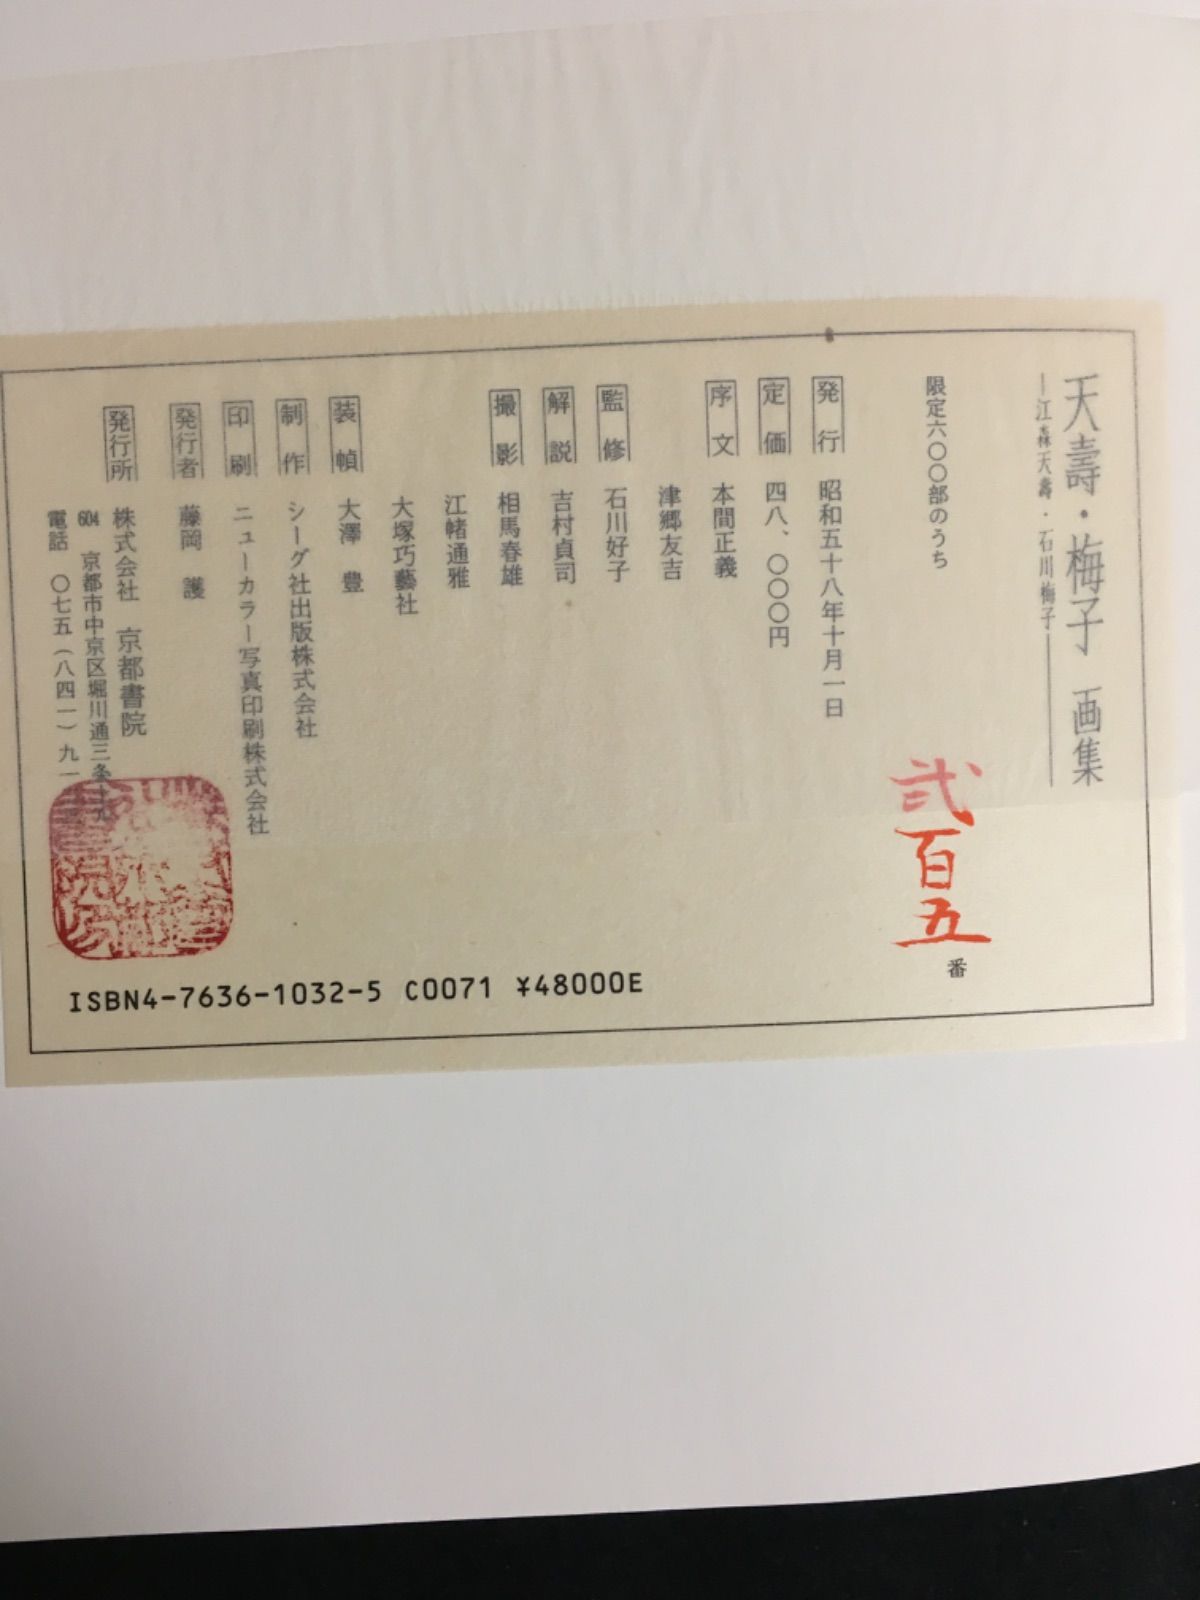 天壽・梅子 画集
―江森天壽・石川梅子―
限定六〇〇部のうち
弐百五
番
発行 昭和五十八年十月一日
定価 四八、〇〇〇円
序文 本間正義
津郷友吉
監修 石川好子
解説 吉村貞司
撮影 相馬春雄
江崎通雅
大塚巧藝社
装幀 大澤 豊
制作 シーグ社出版株式会社
印刷 ニューカラー写真印刷株式会社
発行者 藤岡 護
発行所 株式会社 京都書院
604 京都市中京区堀川通三条
電話 〇七五(八四一)九一
ISBN4-7636-1032-5 C0071 ¥48000E